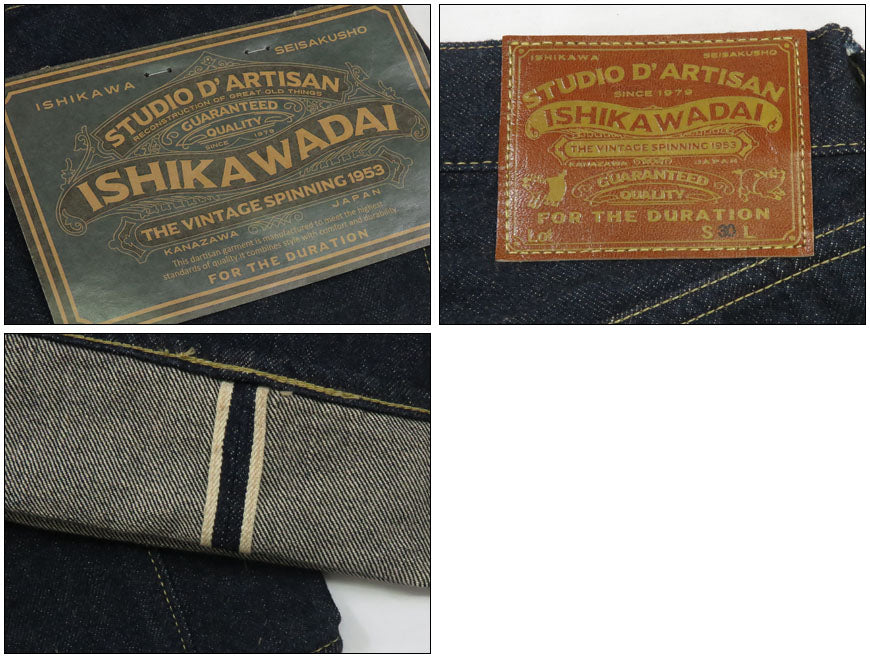 ISHIKAWA SEISAKUSHO
STUDIO D'ARTISAN
RECONSTRUCTION OF GREAT OLD THINGS
GUARANTEED
QUALITY
SINCE 1979
ISHIKAWADAI
THE VINTAGE SPINNING 1953
KANAZAWA JAPAN
This dartisan garment is manufactured to meet the highest
standards of quality.it combines style with comfort and durability
FOR THE DURATION
ISHIKAWA SEISAKUSHO
STUDIO D'ARTISAN
SINCE 1979
ISHIKAWADAI
THE VINTAGE SPINNING 1953
KANAZAWA JAPAN
GUARANTEED
QUALITY
FOR THE DURATION
Lot S 30 L